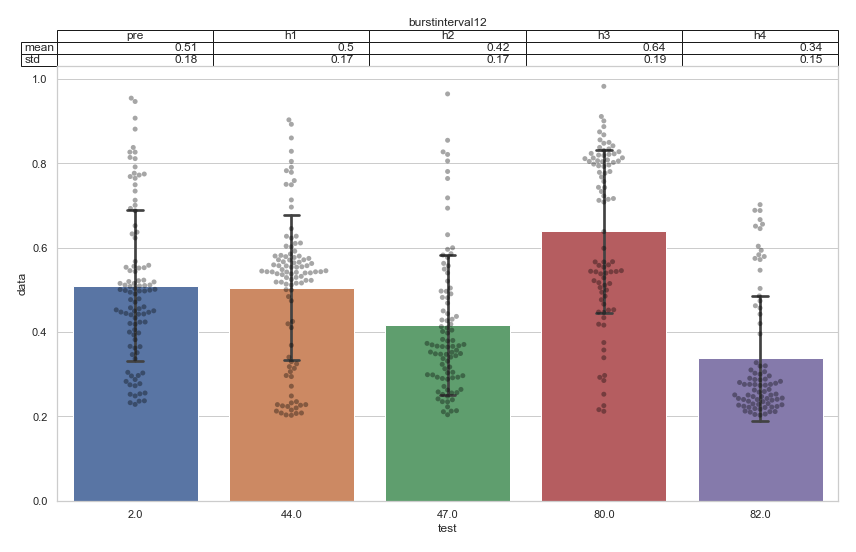 burstinterval12
pre h1 h2 h3 h4
mean 0.51 0.5 0.42 0.64 0.34
std 0.18 0.17 0.17 0.19 0.15
1.0
0.8
0.6
data
0.4
0.2
0.0
2.0 44.0 47.0 80.0 82.0
test